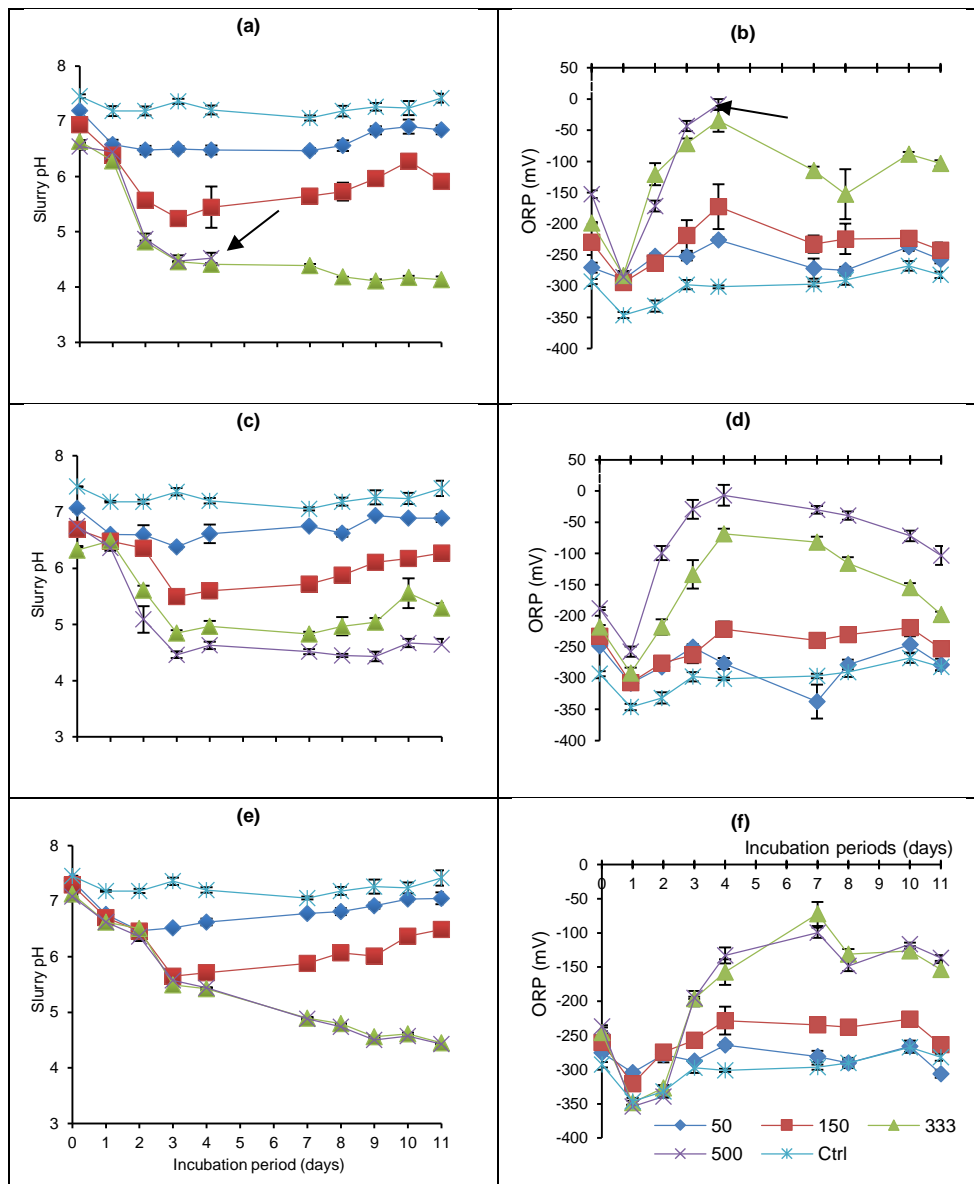 (a)
8
7
6
5
4
3
Slurry pH
(b)
50
0
-50
-100
-150
-200
-250
-300
-350
-400
ORP (mV)
(c)
8
7
6
5
4
3
Slurry pH
(d)
50
0
-50
-100
-150
-200
-250
-300
-350
-400
ORP (mV)
(e)
8
7
6
5
4
3
Slurry pH
0 1 2 3 4 5 6 7 8 9 10 11
Incubation period (days)
(f)
Incubation periods (days)
0 1 2 3 4 5 6 7 8 9 10 11
0
-50
-100
-150
-200
-250
-300
-350
-400
ORP (mV)
50 150 333
500 Ctrl